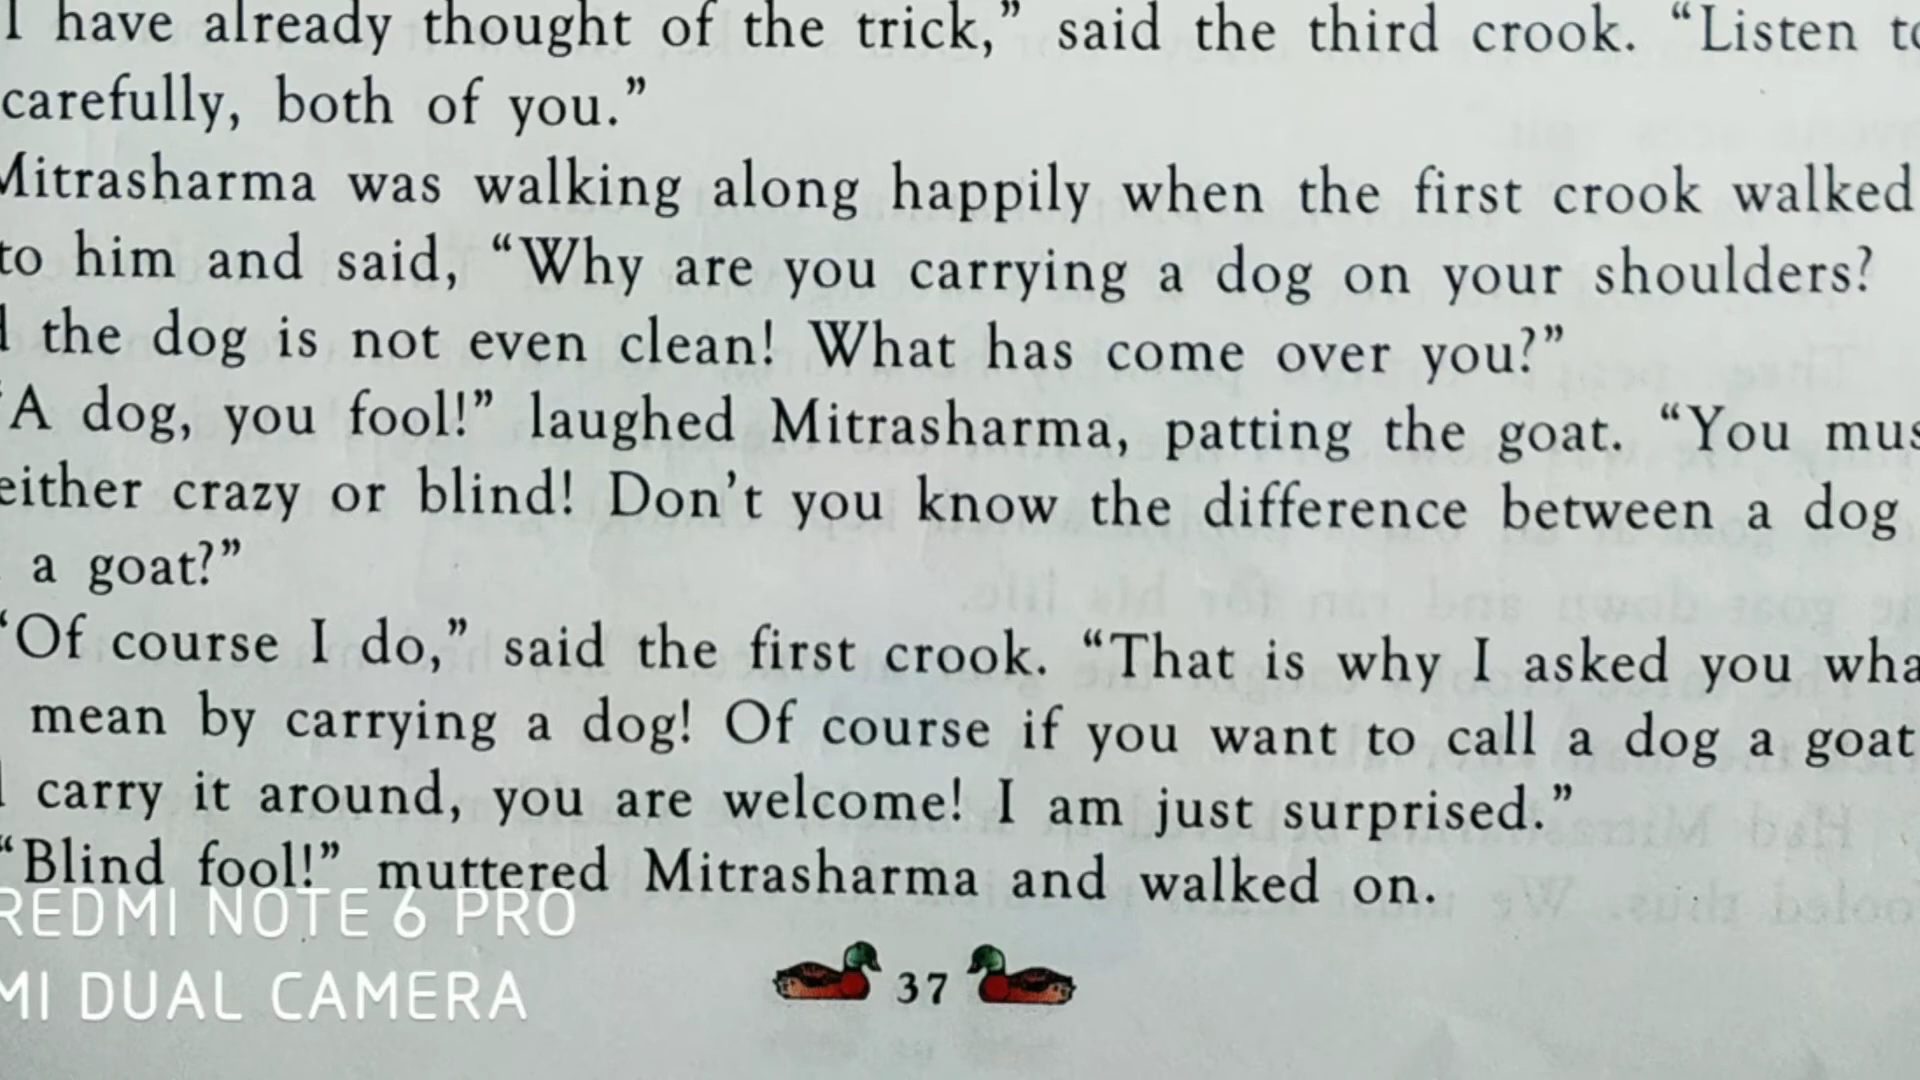 I have already thought of the trick,” said the third crook. “Listen
carefully, both of you.”
Mitrasharma was walking along happily when the first crook walked
to him and said, “Why are you carrying a dog on your shoulders?
the dog is not even clean! What has come over you?”
“A dog, you fool!” laughed Mitrasharma, patting the goat. “You
either crazy or blind! Don’t you know the difference between a dog
a goat?”
“Of course I do,” said the first crook. “That is why I asked you
mean by carrying a dog! Of course if you want to call a dog a goat
carry it around, you are welcome! I am just surprised.”
“Blind fool!” muttered Mitrasharma and walked on.
REDMI NOTE 6 PRO
MI DUAL CAMERA
37